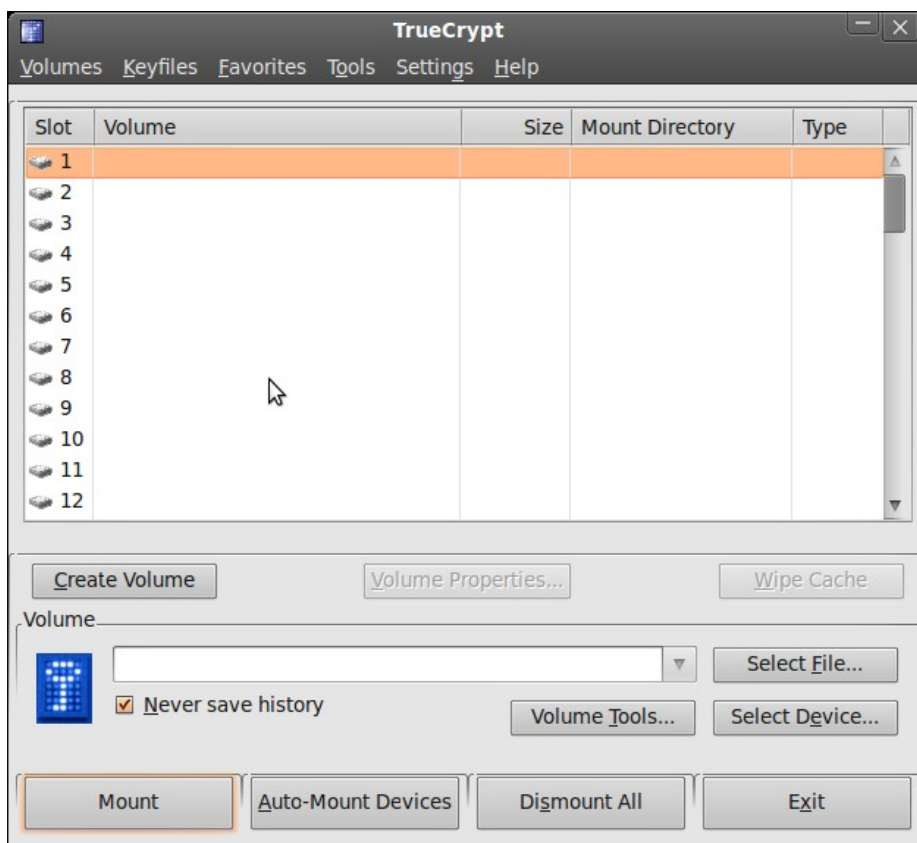 TrueCrypt
Volumes Keyfiles Favorites Tools Settings Help
Slot Volume Size Mount Directory Type
1
2
3
4
5
6
7
8
9
10
11
12
Create Volume Volume Properties... Wipe Cache
Volume
Select File...
Never save history
Volume Tools... Select Device...
Mount Auto-Mount Devices Dismount All Exit